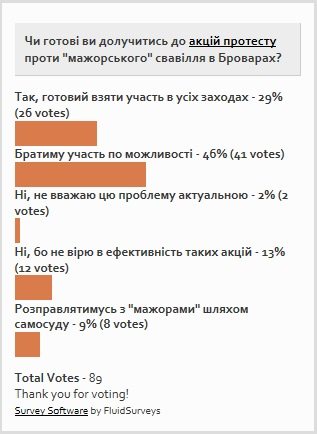 Чи готові ви долучитись до акцій протесту
проти "мажорського" свавілля в Броварах?
Так, готовий взяти участь в усіх заходах - 29%
(26 votes)
Братиму участь по можливості - 46% (41 votes)
Ні, не вважаю цю проблему актуальною - 2% (2
votes)
Ні, бо не вірю в ефективність таких акцій - 13%
(12 votes)
Розправлятимусь з "мажорами" шляхом
самосуду - 9% (8 votes)
Total Votes - 89
Thank you for voting!
Survey Software by FluidSurveys